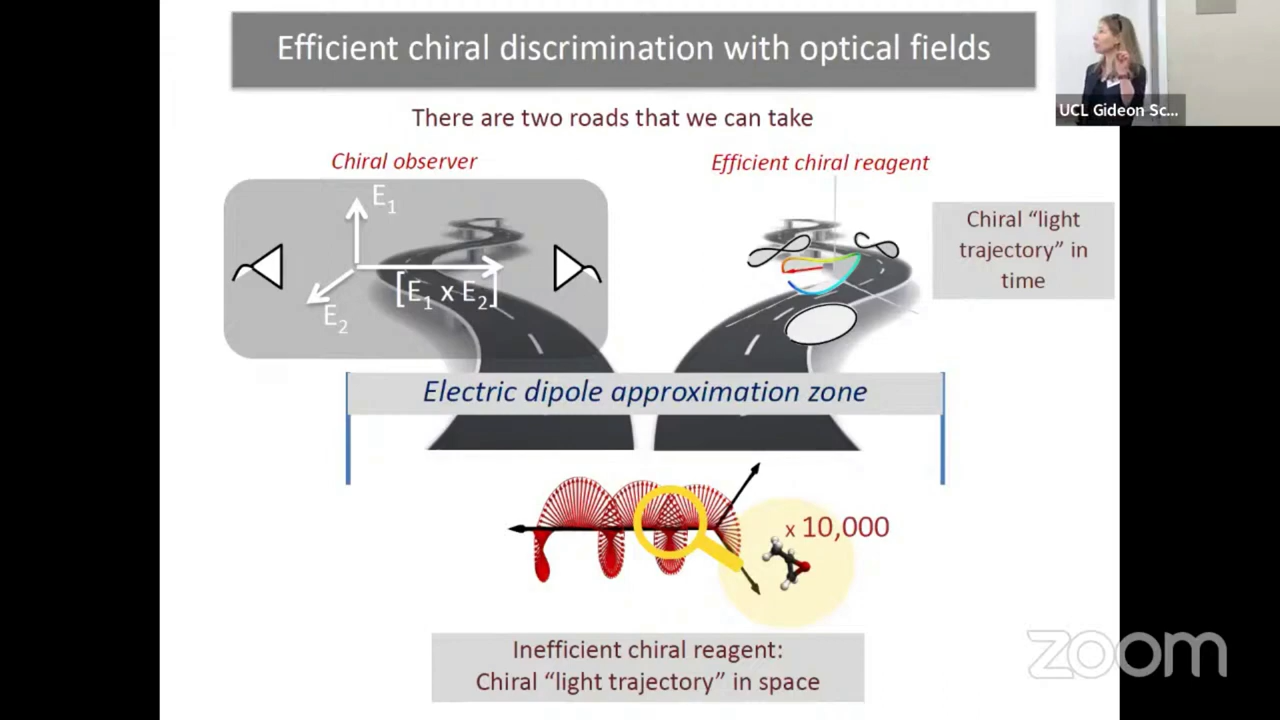 Efficient chiral discrimination with optical fields
UCL Gideon Sc...
There are two roads that we can take
Chiral observer
Efficient chiral reagent
E1
[E1 x E2]
E2
Chiral “light
trajectory” in
time
Electric dipole approximation zone
x 10,000
Inefficient chiral reagent:
Chiral “light trajectory” in space
zoom